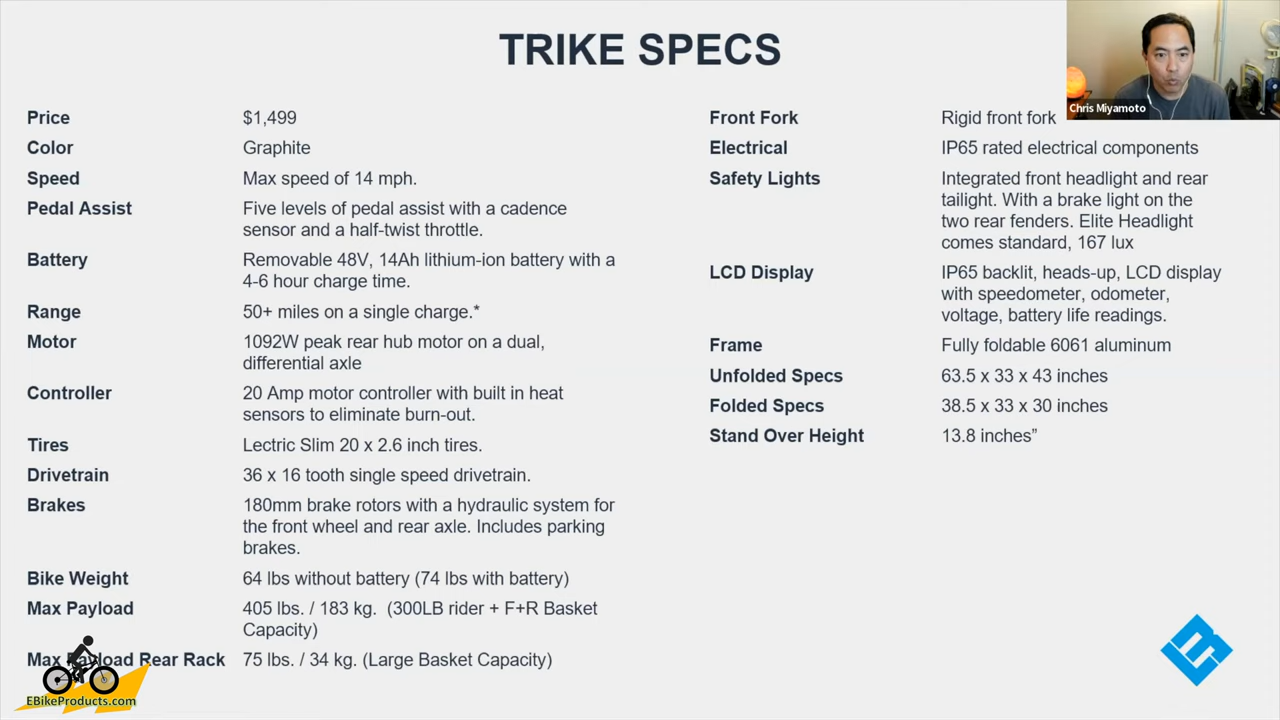 TRIKE SPECS
Chris Miyamoto
Price $1,499
Color Graphite
Speed Max speed of 14 mph.
Pedal Assist Five levels of pedal assist with a cadence
sensor and a half-twist throttle.
Battery Removable 48V, 14Ah lithium-ion battery with a
4-6 hour charge time.
Range 50+ miles on a single charge.*
Motor 1092W peak rear hub motor on a dual,
differential axle
Controller 20 Amp motor controller with built in heat
sensors to eliminate burn-out.
Tires Lectric Slim 20 x 2.6 inch tires.
Drivetrain 36 x 16 tooth single speed drivetrain.
Brakes 180mm brake rotors with a hydraulic system for
the front wheel and rear axle. Includes parking
brakes.
Bike Weight 64 lbs without battery (74 lbs with battery)
Max Payload 405 lbs. / 183 kg. (300LB rider + F+R Basket
Capacity)
Max Payload Rear Rack 75 lbs. / 34 kg. (Large Basket Capacity)
EBikeProducts.com
Front Fork Rigid front fork
Electrical IP65 rated electrical components
Safety Lights Integrated front headlight and rear
tailight. With a brake light on the
two rear fenders. Elite Headlight
comes standard, 167 lux
LCD Display IP65 backlit, heads-up, LCD display
with speedometer, odometer,
voltage, battery life readings.
Frame Fully foldable 6061 aluminum
Unfolded Specs 63.5 x 33 x 43 inches
Folded Specs 38.5 x 33 x 30 inches
Stand Over Height 13.8 inches”